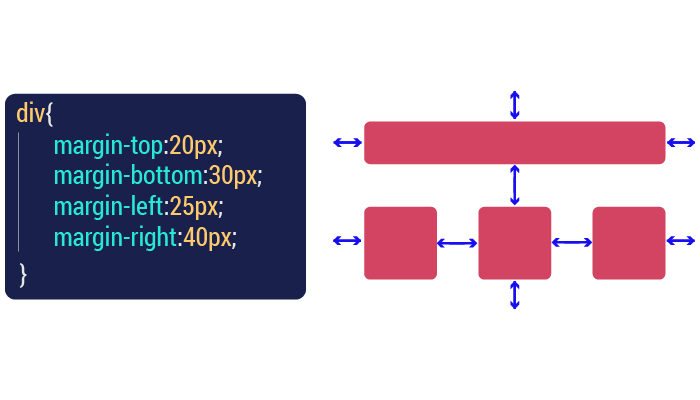 div{
margin-top:20px;
margin-bottom:30px;
margin-left:25px;
margin-right:40px;
}